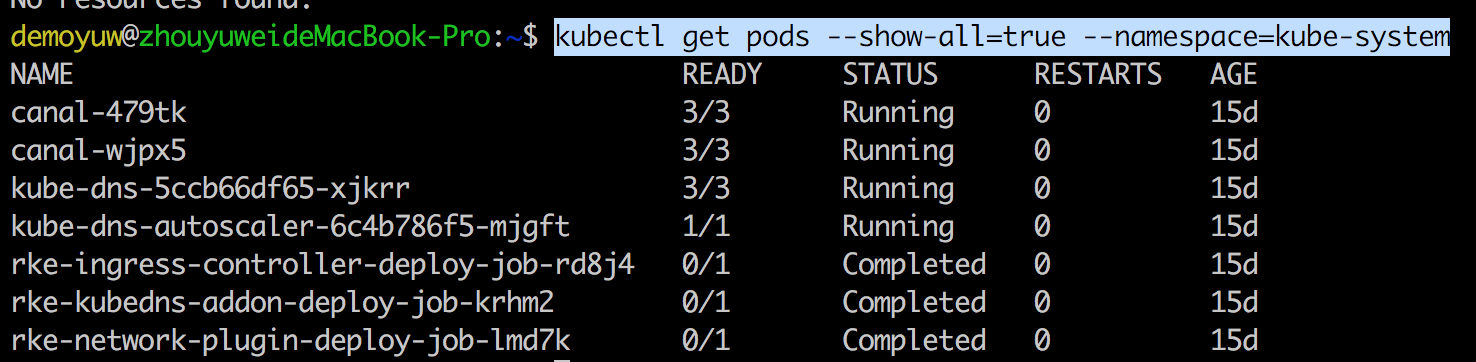 No resources found.
demoyuw@zhouyuweideMacBook-Pro:~$ kubectl get pods --show-all=true --namespace=kube-system
NAME READY STATUS RESTARTS AGE
canal-479tk 3/3 Running 0 15d
canal-wjpx5 3/3 Running 0 15d
kube-dns-5ccb66df65-xjkrr 3/3 Running 0 15d
kube-dns-autoscaler-6c4b786f5-mjgft 1/1 Running 0 15d
rke-ingress-controller-deploy-job-rd8j4 0/1 Completed 0 15d
rke-kubedns-addon-deploy-job-krhm2 0/1 Completed 0 15d
rke-network-plugin-deploy-job-lmd7k 0/1 Completed 0 15d